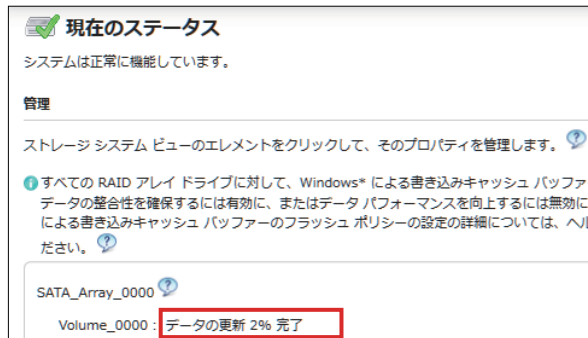 現在のステータス
システムは正常に機能しています。
管理
ストレージ システム ビューのエレメントをクリックして、そのプロパティを管理します。
すべての RAID アレイ ドライブに対して、Windows* による書き込みキャッシュ バッファ
データの整合性を確保するには有効に、またはデータ パフォーマンスを向上するには無効に
による書き込みキャッシュ バッファーのフラッシュ ポリシーの設定の詳細については、ヘル
ださい。
SATA_Array_0000
Volume_0000 : データの更新 2% 完了